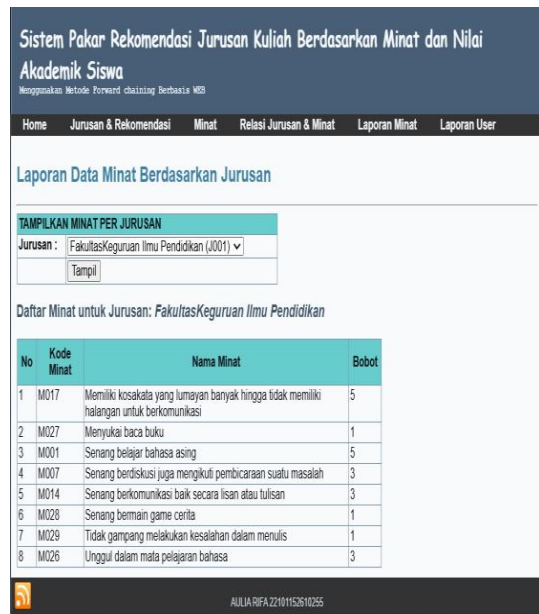 Sistem Pakar Rekomendasi Jurusan Kuliah Berdasarkan Minat dan Nilai
Akademik Siswa
Menggunakan Metode Forward chaining Berbasis WEB
Home Jurusan & Rekomendasi Minat Relasi Jurusan & Minat Laporan Minat Laporan User
Laporan Data Minat Berdasarkan Jurusan
TAMPILKAN MINAT PER JURUSAN
Jurusan : FakultasKeguruan Ilmu Pendidikan (J001)
Tampil
Daftar Minat untuk Jurusan: FakultasKeguruan Ilmu Pendidikan
No Kode Minat Nama Minat Bobot
1 M017 Memiliki kosakata yang lumayan banyak hingga tidak memiliki
halangan untuk berkomunikasi 5
2 M027 Menyukai baca buku 1
3 M001 Senang belajar bahasa asing 5
4 M007 Senang berdiskusi juga mengikuti pembicaraan suatu masalah 3
5 M014 Senang berkomunikasi baik secara lisan atau tulisan 3
6 M028 Senang bermain game cerita 1
7 M029 Tidak gampang melakukan kesalahan dalam menulis 1
8 M026 Unggul dalam mata pelajaran bahasa 3
AULIA RIFA 22101152610255